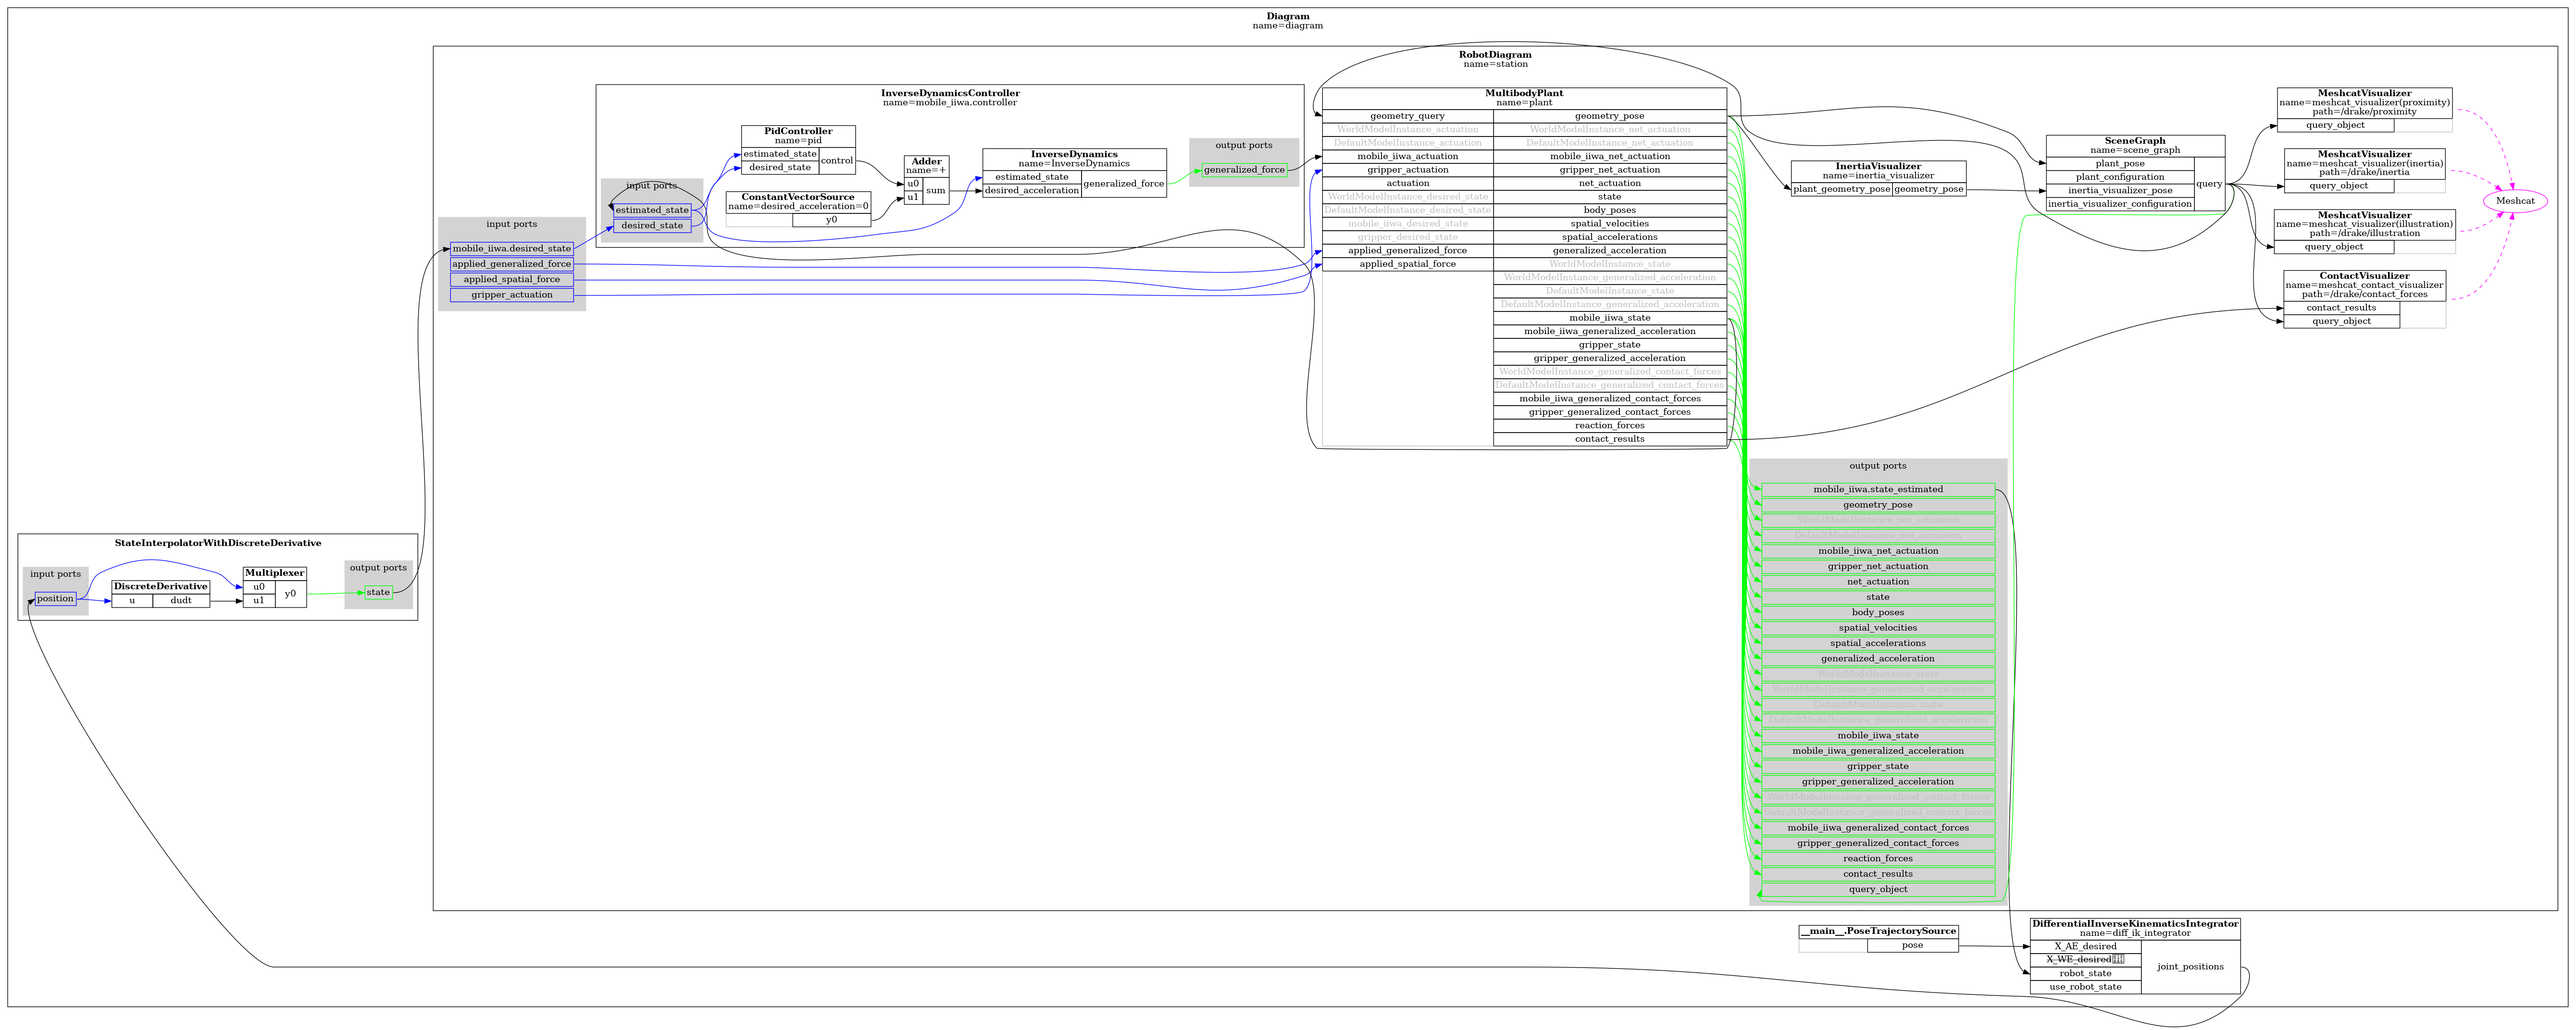 Diagram
name=diagram
RobotDiagram
name=station
InverseDynamicsController
name=mobile_iiwa.controller
PidController
name=pid
estimated_state
desired_state
control
ConstantVectorSource
name=desired_acceleration=0
y0
Adder
name=+
u0
u1
sum
InverseDynamics
name=InverseDynamics
estimated_state
desired_acceleration
generalized_force
output ports
generalized_force
input ports
estimated_state
desired_state
input ports
mobile_iiwa.desired_state
applied_generalized_force
applied_spatial_force
gripper_actuation
MultibodyPlant
name=plant
geometry_query
WorldModelInstance_actuation
DefaultModelInstance_actuation
mobile_iiwa_actuation
gripper_actuation
actuation
WorldModelInstance_desired_state
DefaultModelInstance_desired_state
mobile_iiwa_desired_state
gripper_desired_state
applied_generalized_force
applied_spatial_force
geometry_pose
WorldModelInstance_net_actuation
DefaultModelInstance_net_actuation
mobile_iiwa_net_actuation
gripper_net_actuation
net_actuation
state
body_poses
spatial_velocities
spatial_accelerations
generalized_acceleration
WorldModelInstance_state
WorldModelInstance_generalized_acceleration
DefaultModelInstance_state
DefaultModelInstance_generalized_acceleration
mobile_iiwa_state
mobile_iiwa_generalized_acceleration
gripper_state
gripper_generalized_acceleration
WorldModelInstance_generalized_contact_forces
DefaultModelInstance_generalized_contact_forces
mobile_iiwa_generalized_contact_forces
gripper_generalized_contact_forces
reaction_forces
contact_results
InertiaVisualizer
name=inertia_visualizer
plant_geometry_pose
geometry_pose
SceneGraph
name=scene_graph
plant_pose
plant_configuration
inertia_visualizer_pose
inertia_visualizer_configuration
query
MeshcatVisualizer
name=meshcat_visualizer(proximity)
path=/drake/proximity
query_object
MeshcatVisualizer
name=meshcat_visualizer(inertia)
path=/drake/inertia
query_object
MeshcatVisualizer
name=meshcat_visualizer(illustration)
path=/drake/illustration
query_object
ContactVisualizer
name=meshcat_contact_visualizer
path=/drake/contact_forces
contact_results
query_object
Meshcat
output ports
mobile_iiwa.state_estimated
geometry_pose
WorldModelInstance_net_actuation
DefaultModelInstance_net_actuation
mobile_iiwa_net_actuation
gripper_net_actuation
net_actuation
state
body_poses
spatial_velocities
spatial_accelerations
generalized_acceleration
WorldModelInstance_state
WorldModelInstance_generalized_acceleration
DefaultModelInstance_state
DefaultModelInstance_generalized_acceleration
mobile_iiwa_state
mobile_iiwa_generalized_acceleration
gripper_state
gripper_generalized_acceleration
WorldModelInstance_generalized_contact_forces
DefaultModelInstance_generalized_contact_forces
mobile_iiwa_generalized_contact_forces
gripper_generalized_contact_forces
reaction_forces
contact_results
query_object
StateInterpolatorWithDiscreteDerivative
input ports
position
DiscreteDerivative
u
dudt
Multiplexer
u0
u1
y0
output ports
state
__main__.PoseTrajectorySource
pose
DifferentialInverseKinematicsIntegrator
name=diff_ik_integrator
X_AE_desired
X_WE_desired
robot_state
use_robot_state
joint_positions